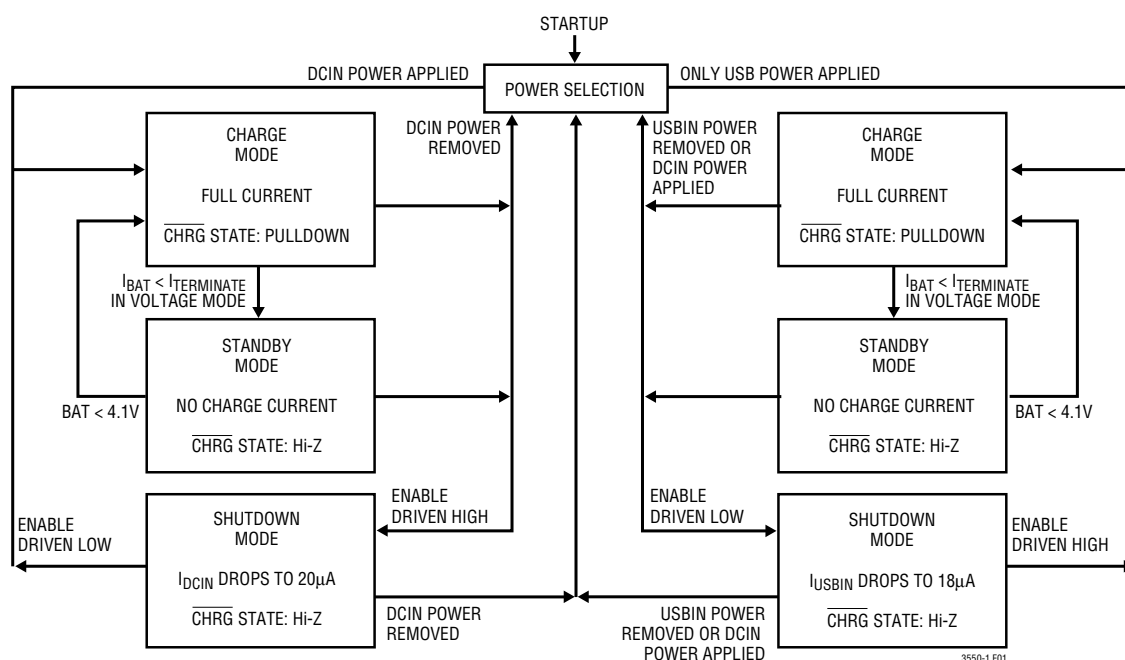 STARTUP
DCIN POWER APPLIED
POWER SELECTION
ONLY USB POWER APPLIED
CHARGE
MODE
FULL CURRENT
CHRG STATE: PULLDOWN
DCIN POWER
REMOVED
USBIN POWER
REMOVED OR
DCIN POWER
APPLIED
CHARGE
MODE
FULL CURRENT
CHRG STATE: PULLDOWN
IBAT < ITERMINATE
IN VOLTAGE MODE
IBAT < ITERMINATE
IN VOLTAGE MODE
STANDBY
MODE
NO CHARGE CURRENT
CHRG STATE: Hi-Z
BAT < 4.1V
STANDBY
MODE
NO CHARGE CURRENT
CHRG STATE: Hi-Z
BAT < 4.1V
ENABLE
DRIVEN LOW
SHUTDOWN
MODE
IDCIN DROPS TO 20µA
CHRG STATE: Hi-Z
ENABLE
DRIVEN HIGH
DCIN POWER
REMOVED
ENABLE
DRIVEN LOW
USBIN POWER
REMOVED OR DCIN
POWER APPLIED
SHUTDOWN
MODE
IUSBIN DROPS TO 18µA
CHRG STATE: Hi-Z
ENABLE
DRIVEN HIGH
3550-1 F01